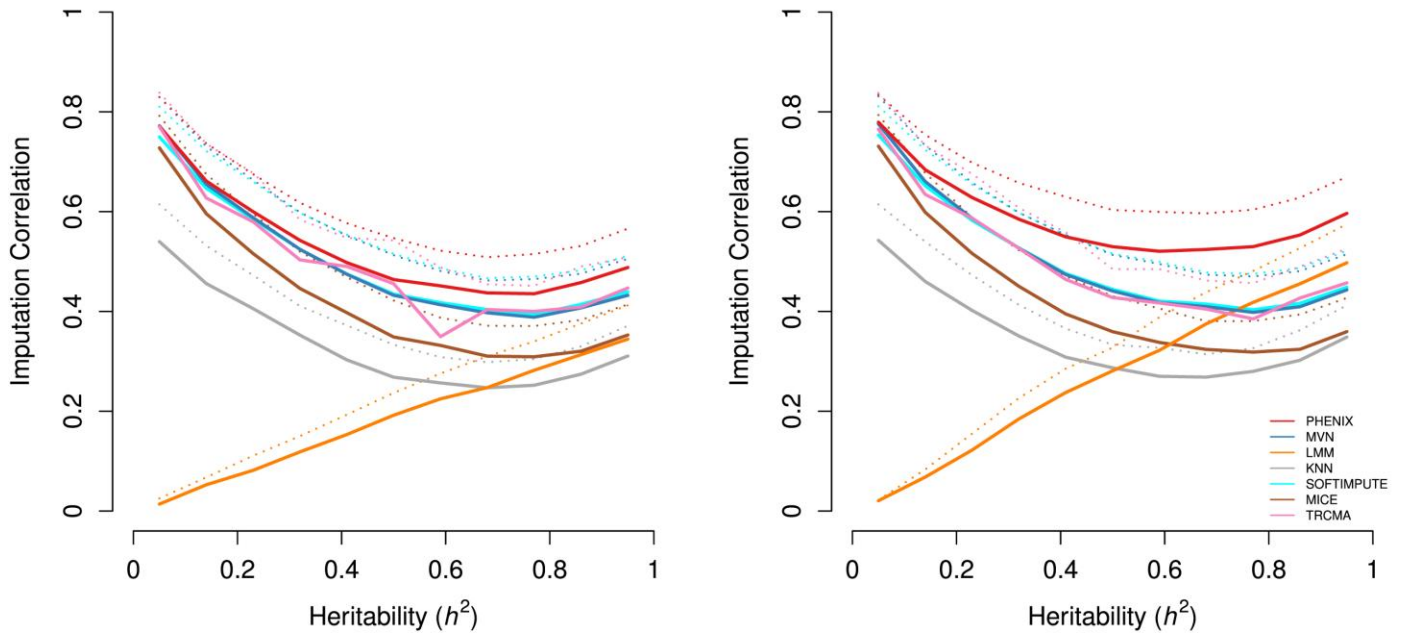 Imputation Correlation
1
0.8
0.6
0.4
0.2
0
0 0.2 0.4 0.6 0.8 1
Heritability (h²)
Imputation Correlation
1
0.8
0.6
0.4
0.2
0
PHENIX
MVN
LMM
KNN
SOFTIMPUTE
MICE
TRCMA
0 0.2 0.4 0.6 0.8 1
Heritability (h²)